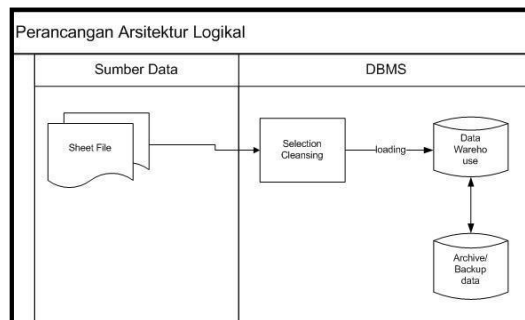 Perancangan Arsitektur Logikal
Sumber Data
DBMS
Sheet File
Selection
Cleansing
loading
Data
Wareho
use
Archive/
Backup
data